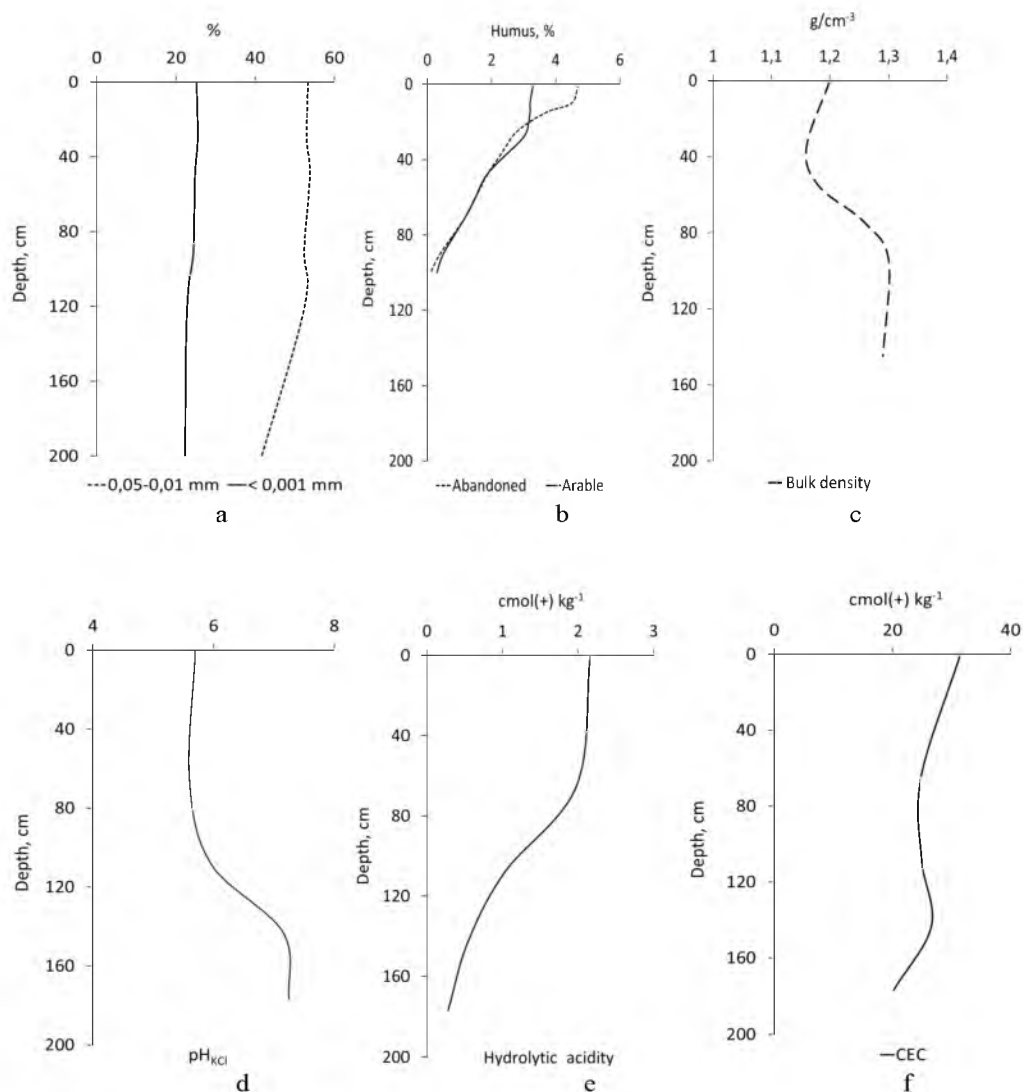 %
0 20 40 60
0
40
80
120
160
200
Depth, cm
0,05-0,01 mm < 0,001 mm
a
Humus, %
0 2 4 6
0
40
80
120
160
200
Depth, cm
Abandoned Arable
b
g/cm⁻³
1 1,1 1,2 1,3 1,4
0
40
80
120
160
200
Depth, cm
Bulk density
c
4 6 8
0
40
80
120
160
200
Depth, cm
pHKCl
d
cmol(+) kg⁻¹
0 1 2 3
0
40
80
120
160
200
Depth, cm
Hydrolytic acidity
e
cmol(+) kg⁻¹
0 20 40
0
40
80
120
160
200
Depth, cm
CEC
f